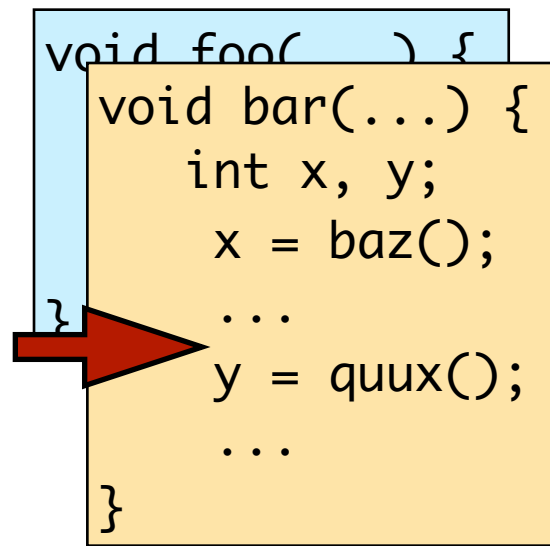 void foo(...) {
void bar(...) {
int x, y;
x = baz();
...
}
y = quux();
...
}